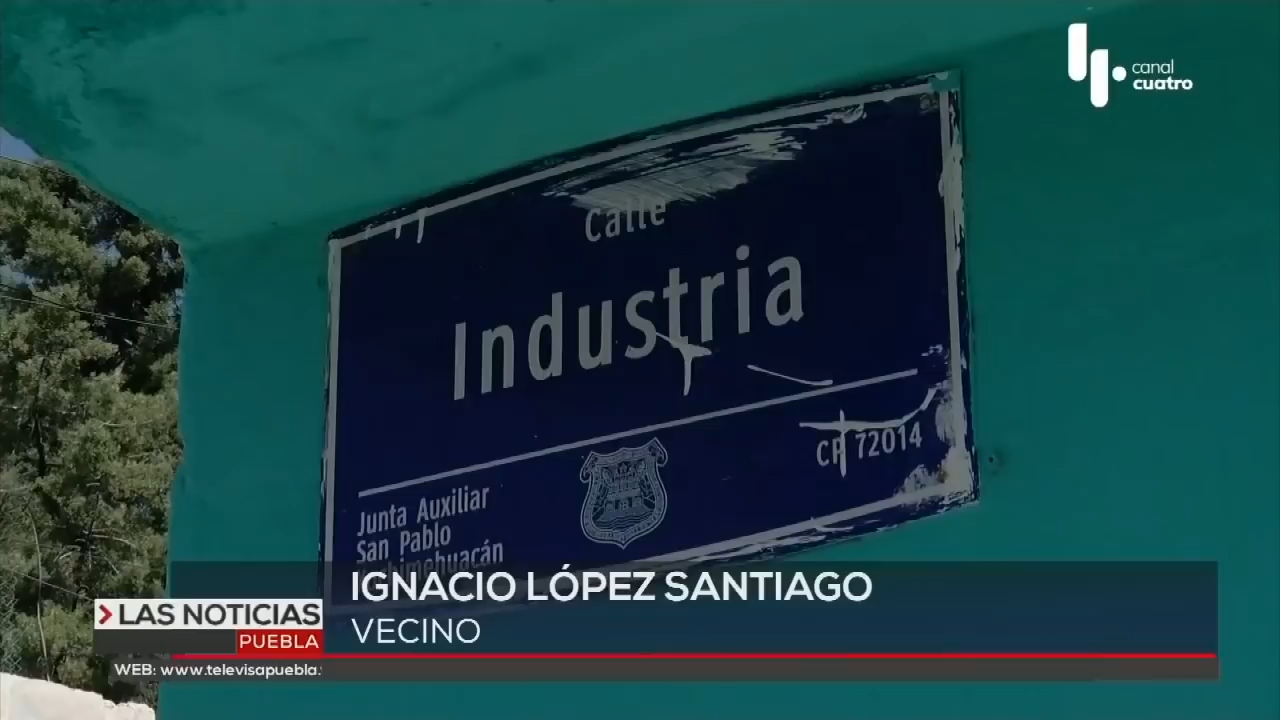 canal
cuatro
Calle
Industria
CP 72014
Junta Auxiliar
San Pablo
IGNACIO LÓPEZ SANTIAGO
LAS NOTICIAS
VECINO
PUEBLA
WEB: www.televisapuebla.